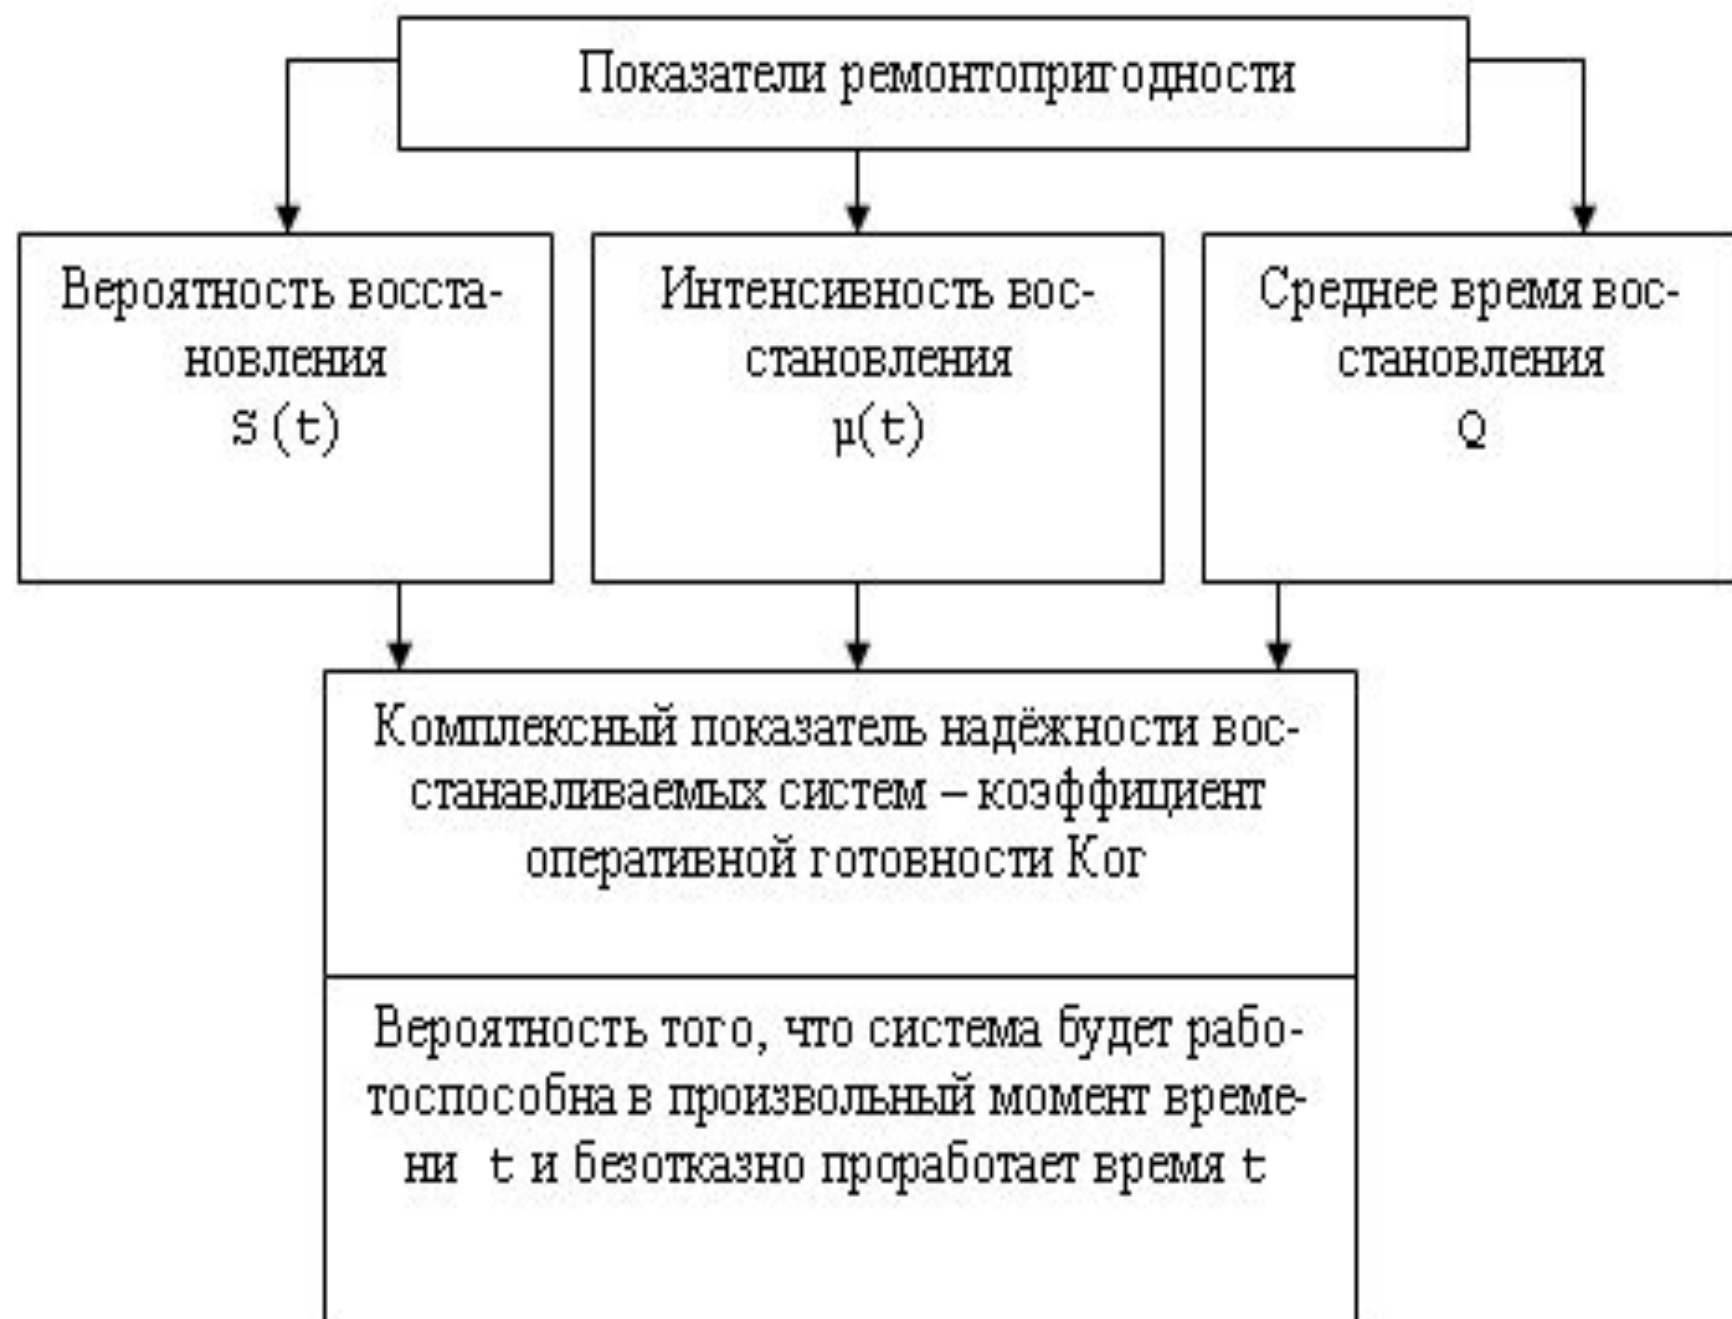 Показатели ремонтопригодности
Вероятность восста-
новления
S (t)
Интенсивность вос-
становления
µ(t)
Среднее время вос-
становления
Q
Комплексный показатель надёжности вос-
станавливаемых систем – коэффициент
оперативной готовности Ког
Вероятность того, что система будет рабо-
тоспособна в произвольный момент време-
ни t и безотказно проработает время t